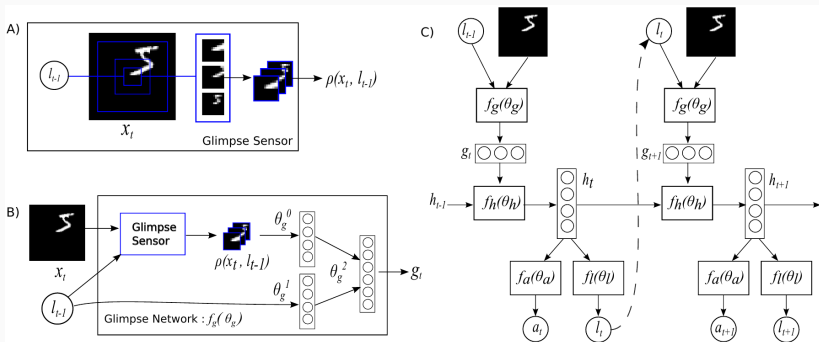 A)
l_{t-1}
x_t
ρ(x_t, l_{t-1})
Glimpse Sensor
B)
x_t
l_{t-1}
Glimpse
Sensor
ρ(x_t, l_{t-1})
θ_g^0
θ_g^1
θ_g^2
g_t
Glimpse Network : f_g( θ_g )
C)
l_{t-1}
l_t
f_g(θ_g)
f_g(θ_g)
g_t
g_{t+1}
h_{t-1}
f_h(θ_h)
h_t
f_h(θ_h)
h_{t+1}
f_a(θ_a)
f_l(θ_l)
f_a(θ_a)
f_l(θ_l)
a_t
l_t
a_{t+1}
l_{t+1}